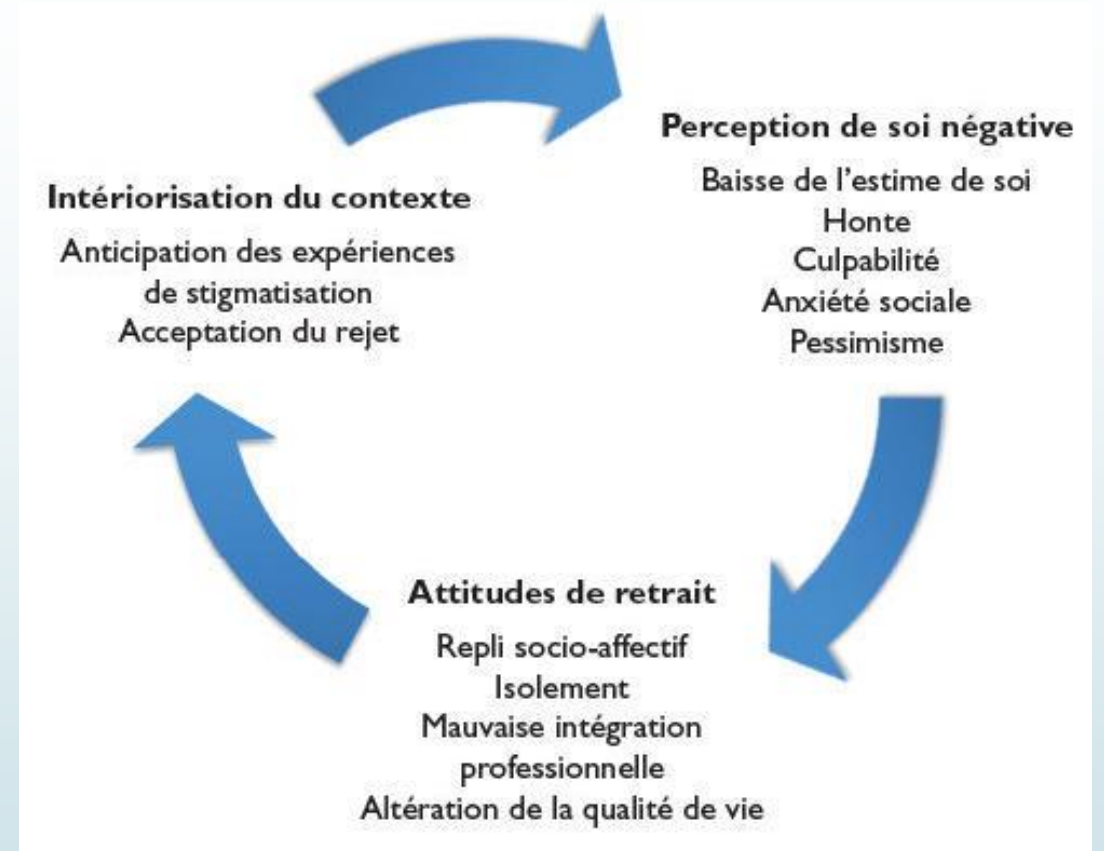 Intériorisation du contexte
Anticipation des expériences
de stigmatisation
Acceptation du rejet
Perception de soi négative
Baisse de l'estime de soi
Honte
Culpabilité
Anxiété sociale
Pessimisme
Attitudes de retrait
Repli socio-affectif
Isolement
Mauvaise intégration
professionnelle
Altération de la qualité de vie